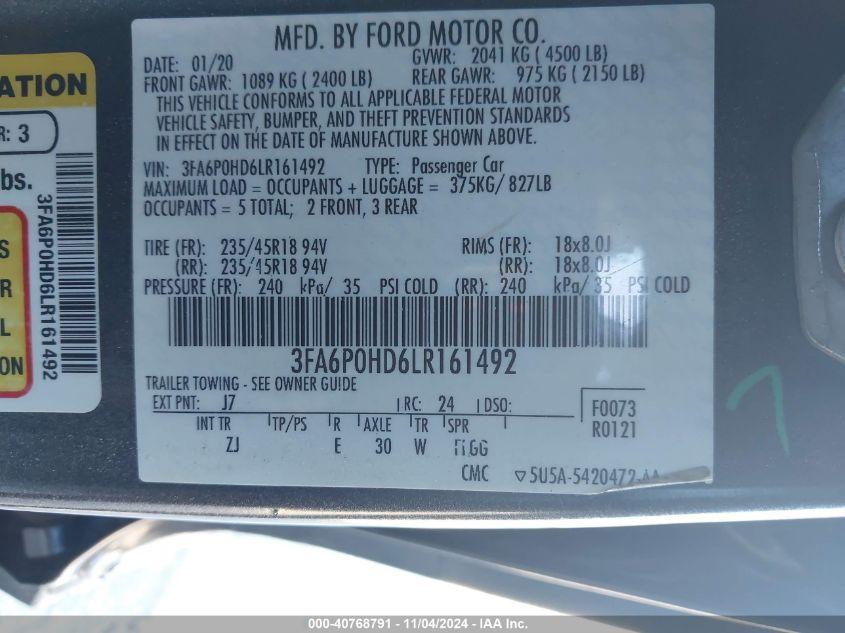 MFD. BY FORD MOTOR CO.
DATE: 01/20 GVWR: 2041 KG ( 4500 LB)
FRONT GAWR: 1089 KG ( 2400 LB) REAR GAWR: 975 KG ( 2150 LB)
THIS VEHICLE CONFORMS TO ALL APPLICABLE FEDERAL MOTOR
VEHICLE SAFETY, BUMPER, AND THEFT PREVENTION STANDARDS
IN EFFECT ON THE DATE OF MANUFACTURE SHOWN ABOVE.
VIN: 3FA6P0HD6LR161492 TYPE: Passenger Car
MAXIMUM LOAD = OCCUPANTS + LUGGAGE = 375KG/ 827LB
OCCUPANTS = 5 TOTAL; 2 FRONT, 3 REAR
TIRE (FR): 235/45R18 94V RIMS (FR): 18x8.0J
(RR): 235/45R18 94V (RR): 18x8.0J
PRESSURE (FR): 240 kPa/ 35 PSI COLD (RR): 240 kPa/ 35 PSI COLD
3FA6P0HD6LR161492
TRAILER TOWING - SEE OWNER GUIDE
EXT PNT: J7 RC: 24 DSO: F0073
INT TR TP/PS R AXLE TR SPR R0121
ZJ E 30 W GG
CMC 5U5A-5420472-
ATION
R: 3
bs.
S
R
L
ON
3FA6P0HD6LR161492
7
000-40768791 - 11/04/2024 - IAA Inc.